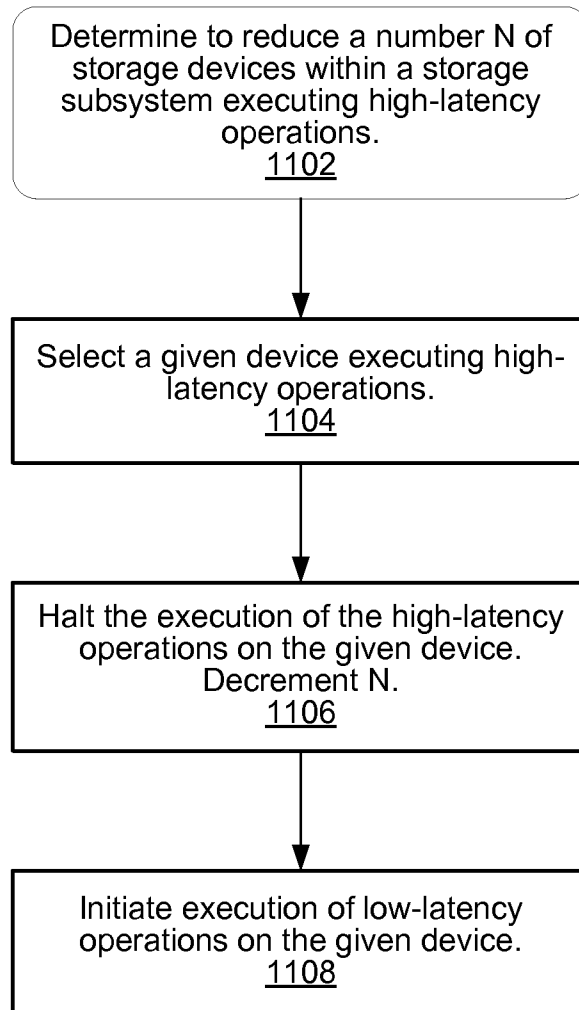 Determine to reduce a number N of
storage devices within a storage
subsystem executing high-latency
operations.
1102
Select a given device executing high-
latency operations.
1104
Halt the execution of the high-latency
operations on the given device.
Decrement N.
1106
Initiate execution of low-latency
operations on the given device.
1108